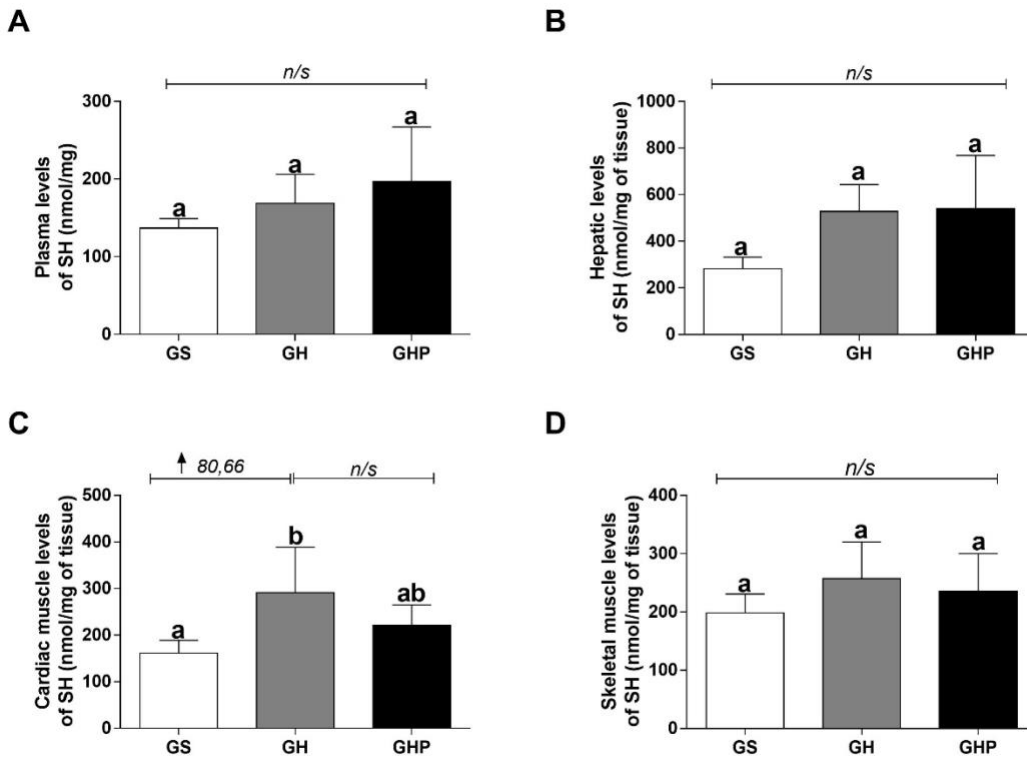 A
n/s
Plasma levels
of SH (nmol/mg)
300
200
100
0
a
a
a
GS
GH
GHP
B
n/s
Hepatic levels
of SH (nmol/mg of tissue)
1000
800
600
400
200
0
a
a
a
GS
GH
GHP
C
↑ 80,66
n/s
Cardiac muscle levels
of SH (nmol/mg of tissue)
500
400
300
200
100
0
a
b
ab
GS
GH
GHP
D
n/s
Skeletal muscle levels
of SH (nmol/mg of tissue)
400
300
200
100
0
a
a
a
GS
GH
GHP